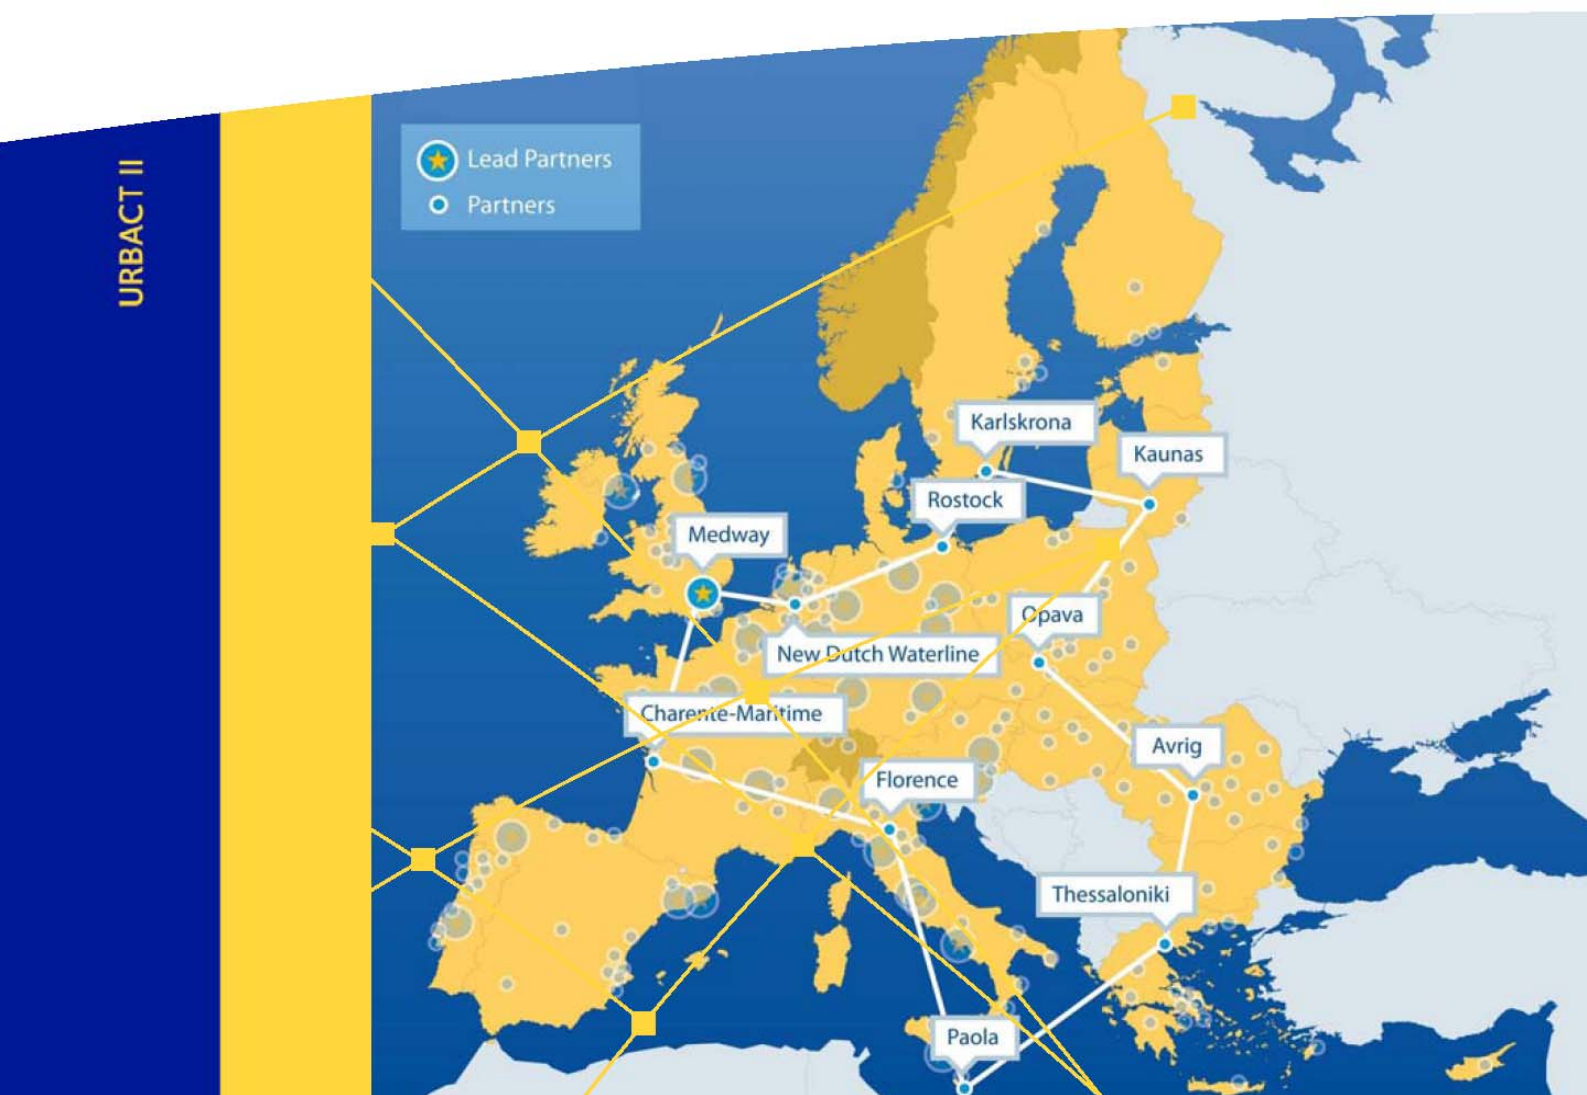 URBACT II
Lead Partners
Partners
Karlskrona
Kaunas
Rostock
Medway
Opava
New Dutch Waterline
Charente-Maritime
Avrig
Florence
Thessaloniki
Paola